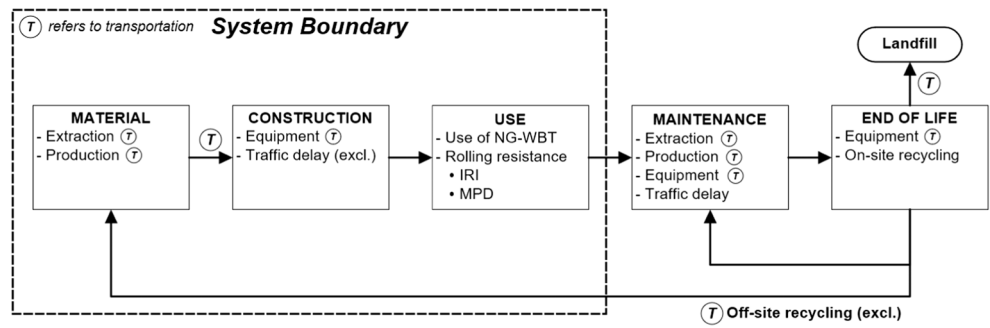 T refers to transportation System Boundary
Landfill
T
MATERIAL
- Extraction T
- Production T
T
CONSTRUCTION
- Equipment T
- Traffic delay (excl.)
USE
- Use of NG-WBT
- Rolling resistance
• IRI
• MPD
MAINTENANCE
- Extraction T
- Production T
- Equipment T
- Traffic delay
END OF LIFE
- Equipment T
- On-site recycling
T Off-site recycling (excl.)